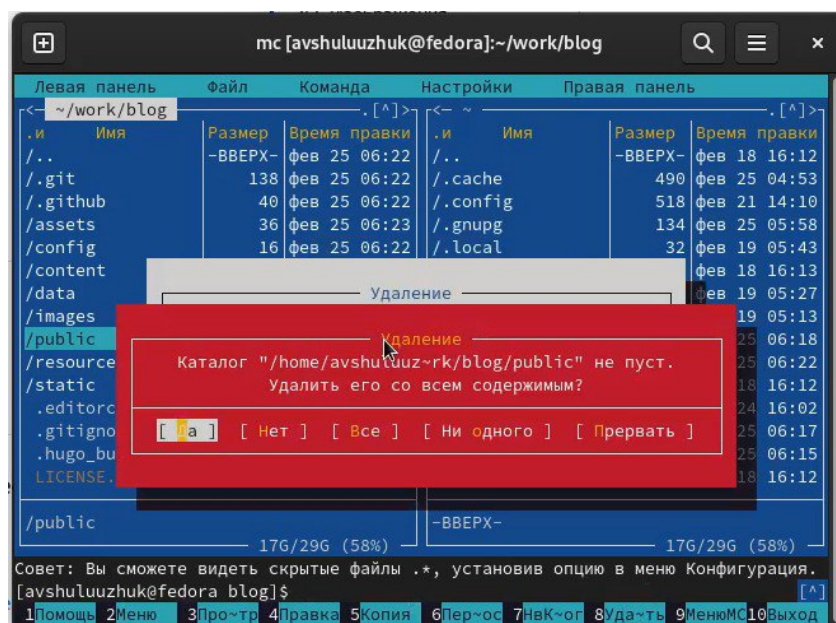 mc [avshuluuzhuk@fedora]:~/work/blog
Левая панель Файл Команда Настройки Правая панель
<— ~/work/blog .[^]> <— ~ .[^]>
.и Имя Размер Время правки .и Имя Размер Время правки
/.. -ВВЕРХ- фев 25 06:22 /.. -ВВЕРХ- фев 18 16:12
/.git 138 фев 25 06:22 /.cache 490 фев 25 04:53
/.github 40 фев 25 06:22 /.config 518 фев 21 14:10
/assets 36 фев 25 06:23 /.gnupg 134 фев 25 05:58
/config 16 фев 25 06:22 /.local 32 фев 19 05:43
/content фев 18 16:13
/data Удаление фев 19 05:27
/images 19 05:13
/public Удаление 25 06:18
/resource Каталог "/home/avshuluuz~rk/blog/public" не пуст. 25 06:22
/static Удалить его со всем содержимым? 18 16:12
.editorc 24 16:02
.gitigno [ Да ] [ Нет ] [ Все ] [ Ни одного ] [ Прервать ] 25 06:17
.hugo_bu 25 06:15
LICENSE. 18 16:12
/public -ВВЕРХ-
17G/29G (58%) 17G/29G (58%)
Совет: Вы сможете видеть скрытые файлы .*, установив опцию в меню Конфигурация.
[avshuluuzhuk@fedora blog]$ [^]
1Помощь 2Меню 3Про~тр 4Правка 5Копия 6Пер~ос 7НвК~ог 8Уда~ть 9МенюMC 10Выход